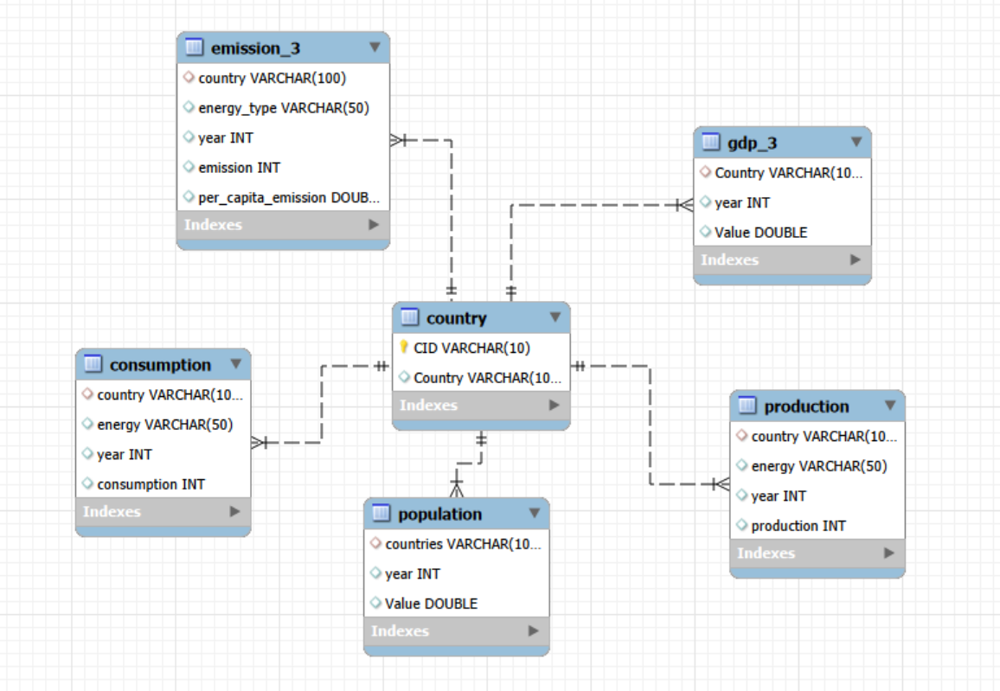 emission_3
country VARCHAR(100)
energy_type VARCHAR(50)
year INT
emission INT
per_capita_emission DOUB...
Indexes
gdp_3
Country VARCHAR(10...
year INT
Value DOUBLE
Indexes
country
CID VARCHAR(10)
Country VARCHAR(10...
Indexes
consumption
country VARCHAR(10...
energy VARCHAR(50)
year INT
consumption INT
Indexes
production
country VARCHAR(10...
energy VARCHAR(50)
year INT
production INT
Indexes
population
countries VARCHAR(10...
year INT
Value DOUBLE
Indexes